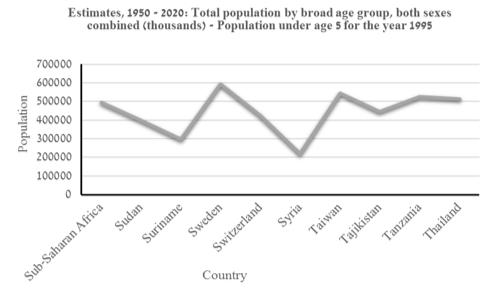 Estimates, 1950 - 2020: Total population by broad age group, both sexes
combined (thousands) - Population under age 5 for the year 1995
700000
600000
500000
400000
300000
200000
100000
0
Population
Sub-Saharan Africa
Sudan
Suriname
Sweden
Switzerland
Syria
Taiwan
Tajikistan
Tanzania
Thailand
Country